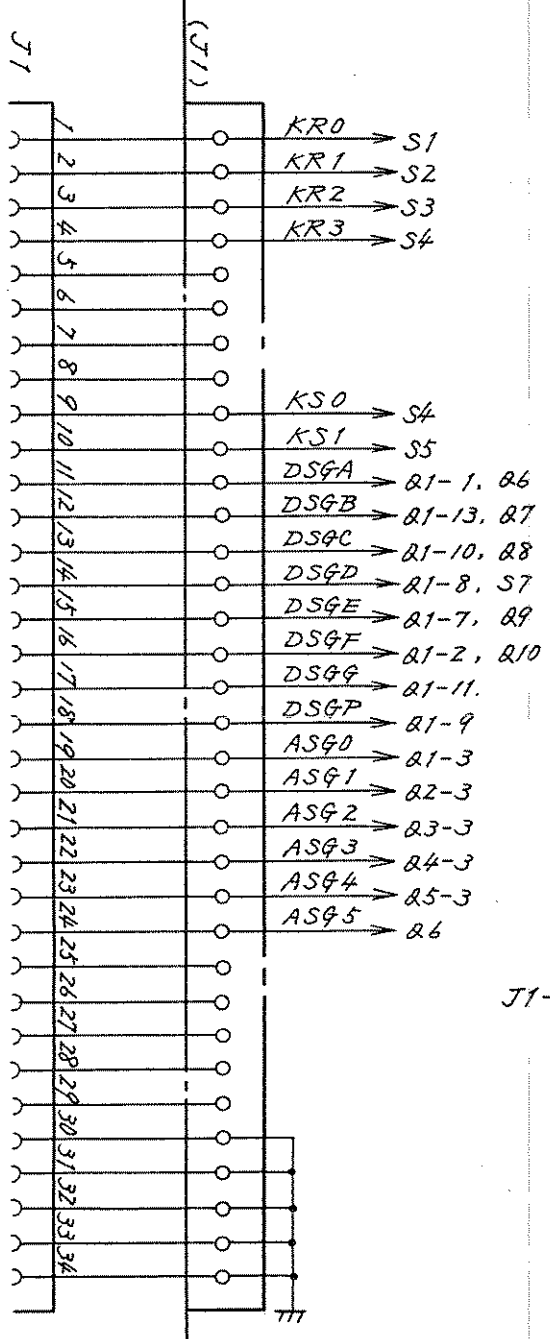 J1
(J1)
1 KR0 S1
2 KR1 S2
3 KR2 S3
4 KR3 S4
5
6
7
8
9 KS0 S4
10 KS1 S5
11 DSGA Q1-1, Q6
12 DSGB Q1-13, Q7
13 DSGC Q1-10, Q8
14 DSGD Q1-8, S7
15 DSGE Q1-7, Q9
16 DSGF Q1-2, Q10
17 DSGG Q1-11.
18 DSGP Q1-9
19 ASG0 Q1-3
20 ASG1 Q2-3
21 ASG2 Q3-3
22 ASG3 Q4-3
23 ASG4 Q5-3
24 ASG5 Q6
25
26
J1-
27
28
29
30
31
32
33
34